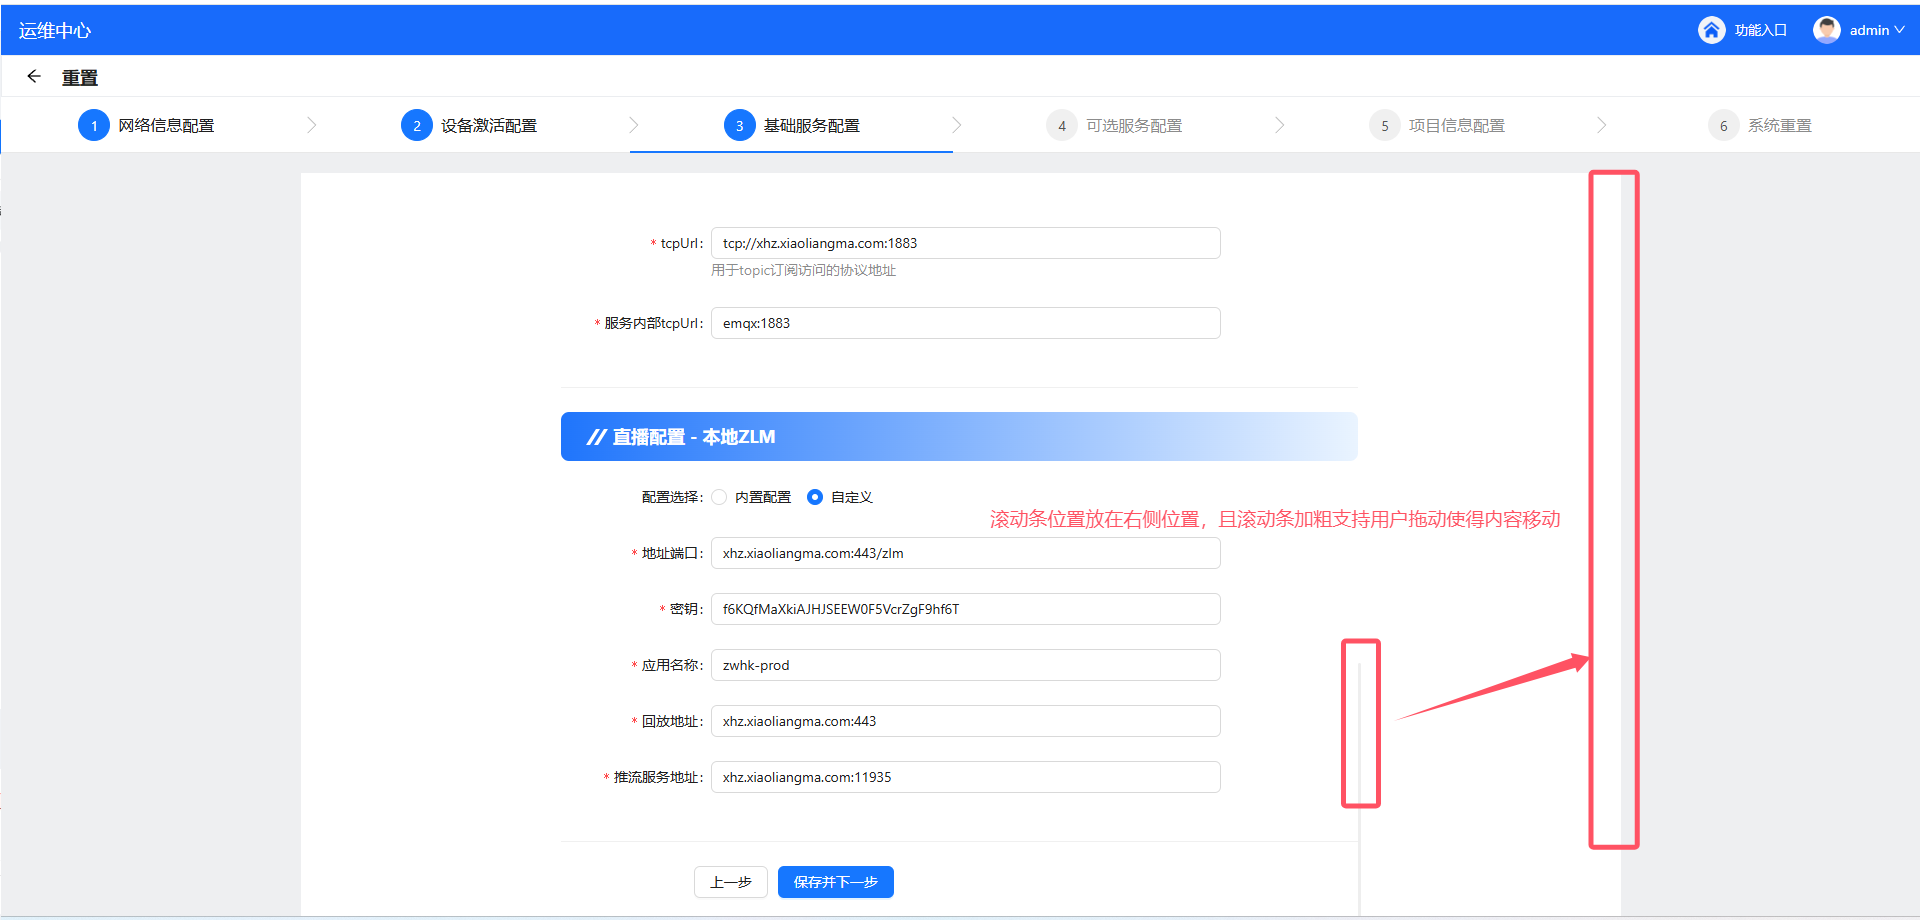 运维中心
功能入口
admin
重置
1 网络信息配置
2 设备激活配置
3 基础服务配置
4 可选服务配置
5 项目信息配置
6 系统重置
* tcpUrl: tcp://xhz.xiaoliangma.com:1883
用于topic订阅访问的协议地址
* 服务内部tcpUrl: emqx:1883
// 直播配置 - 本地ZLM
配置选择: 内置配置 自定义
滚动条位置放在右侧位置，且滚动条加粗支持用户拖动使得内容移动
* 地址端口: xhz.xiaoliangma.com:443/zlm
* 密钥: f6KQfMaXkiAJHJSEEW0F5VcrZgF9hf6T
* 应用名称: zwhk-prod
* 回放地址: xhz.xiaoliangma.com:443
* 推流服务地址: xhz.xiaoliangma.com:11935
上一步
保存并下一步